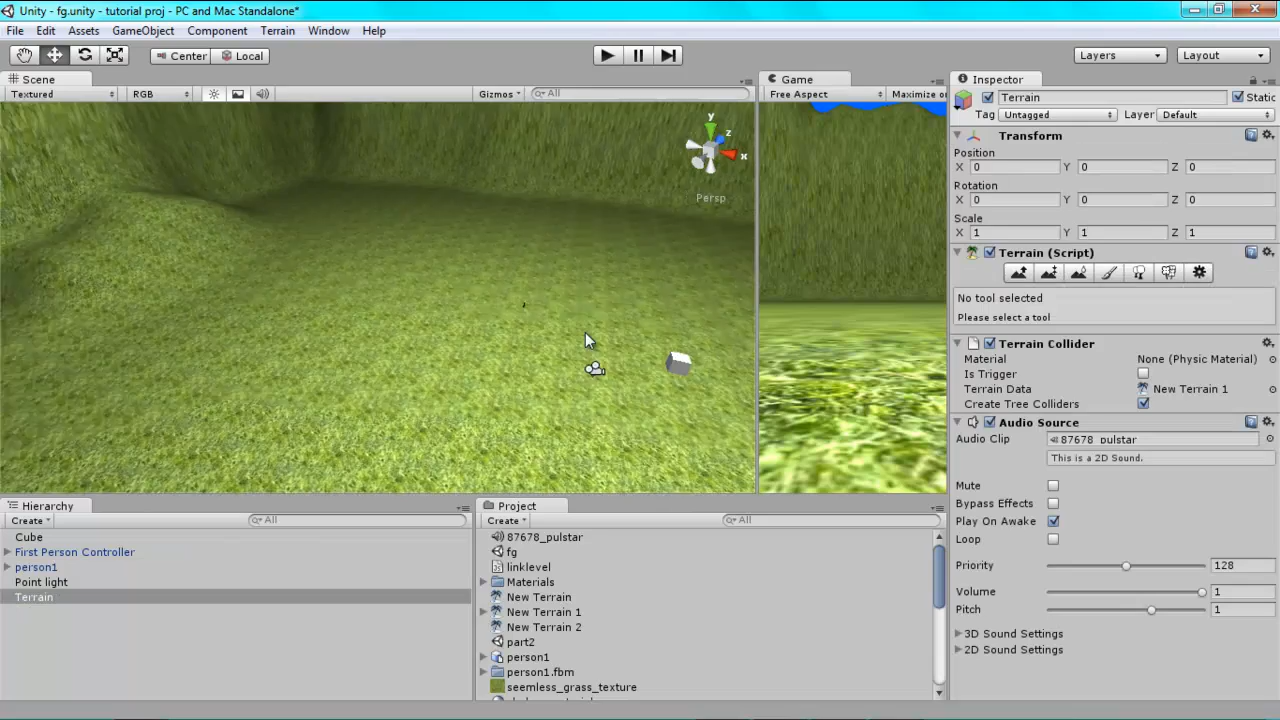 Unity - fg.unity - tutorial proj - PC and Mac Standalone*
File Edit Assets GameObject Component Terrain Window Help
Center Local Layers Layout
Scene
Textured RGB Gizmos All
y
z
x
Persp
Game
Free Aspect Maximize on
Inspector
Terrain Static
Tag Untagged Layer Default
Transform
Position
X 0 Y 0 Z 0
Rotation
X 0 Y 0 Z 0
Scale
X 1 Y 1 Z 1
Terrain (Script)
No tool selected
Please select a tool
Terrain Collider
Material None (Physic Material)
Is Trigger
Terrain Data New Terrain 1
Create Tree Colliders
Audio Source
Audio Clip 87678_pulstar
This is a 2D Sound.
Mute
Bypass Effects
Play On Awake
Loop
Priority 128
Volume 1
Pitch 1
3D Sound Settings
2D Sound Settings
Hierarchy
Create All
Cube
First Person Controller
person1
Point light
Terrain
Project
Create All
87678_pulstar
fg
linklevel
Materials
New Terrain
New Terrain 1
New Terrain 2
part2
person1
person1.fbm
seemless_grass_texture